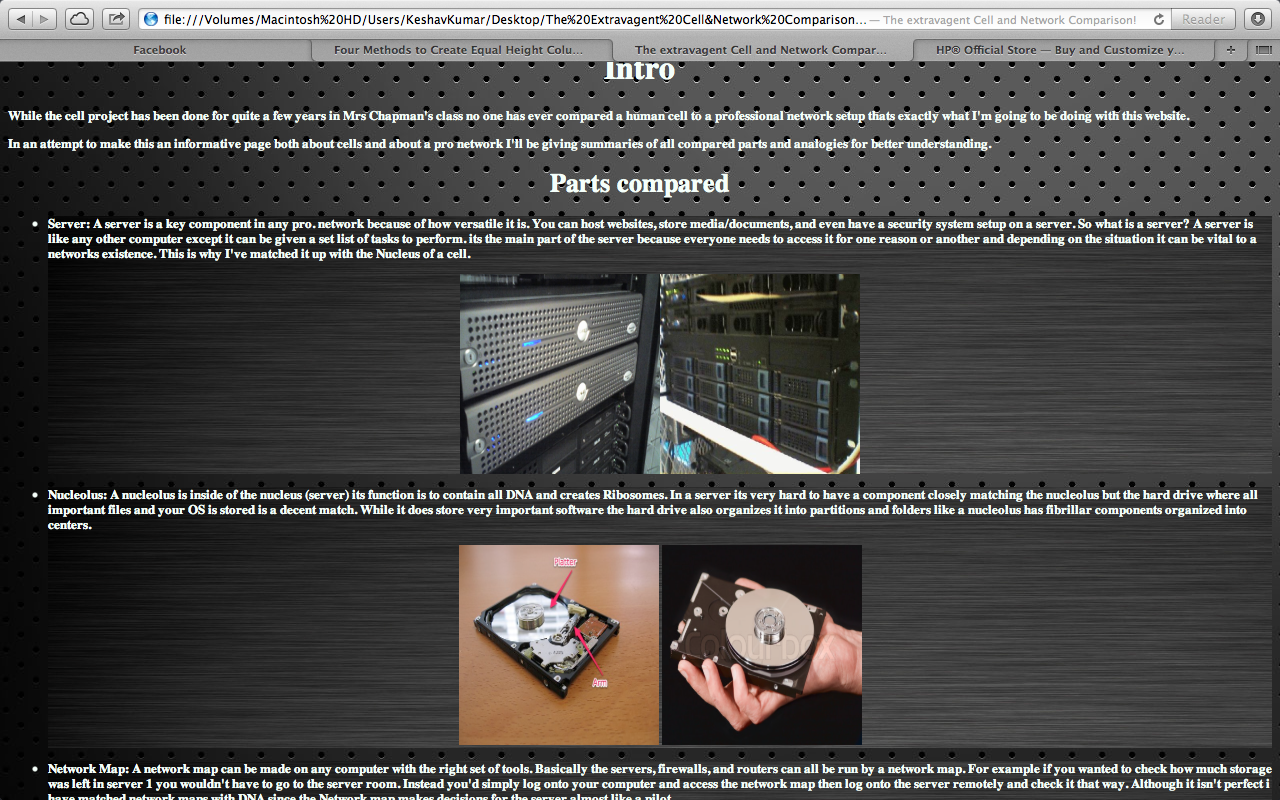 file:///Volumes/Macintosh%20HD/Users/KeshavKumar/Desktop/The%20Extravagent%20Cell&Network%20Comparison... — The extravagent Cell and Network Comparison!
Reader
Facebook
Four Methods to Create Equal Height Colu...
The extravagent Cell and Network Compar...
HP® Official Store — Buy and Customize y...
Intro
While the cell project has been done for quite a few years in Mrs Chapman's class no one has ever compared a human cell to a professional network setup thats exactly what I'm going to be doing with this website.
In an attempt to make this an informative page both about cells and about a pro network I'll be giving summaries of all compared parts and analogies for better understanding.
Parts compared
Server: A server is a key component in any pro. network because of how versatile it is. You can host websites, store media/documents, and even have a security system setup on a server. So what is a server? A server is
like any other computer except it can be given a set list of tasks to perform. its the main part of the server because everyone needs to access it for one reason or another and depending on the situation it can be vital to a
networks existence. This is why I've matched it up with the Nucleus of a cell.
Nucleolus: A nucleolus is inside of the nucleus (server) its function is to contain all DNA and creates Ribosomes. In a server its very hard to have a component closely matching the nucleolus but the hard drive where all
important files and your OS is stored is a decent match. While it does store very important software the hard drive also organizes it into partitions and folders like a nucleolus has fibrillar components organized into
centers.
Platter
Arm
Network Map: A network map can be made on any computer with the right set of tools. Basically the servers, firewalls, and routers can all be run by a network map. For example if you wanted to check how much storage
was left in server 1 you wouldn't have to go to the server room. Instead you'd simply log onto your computer and access the network map then log onto the server remotely and check it that way. Although it isn't perfect i
have matched network maps with DNA since the Network map makes decisions for the server almost like a pilot